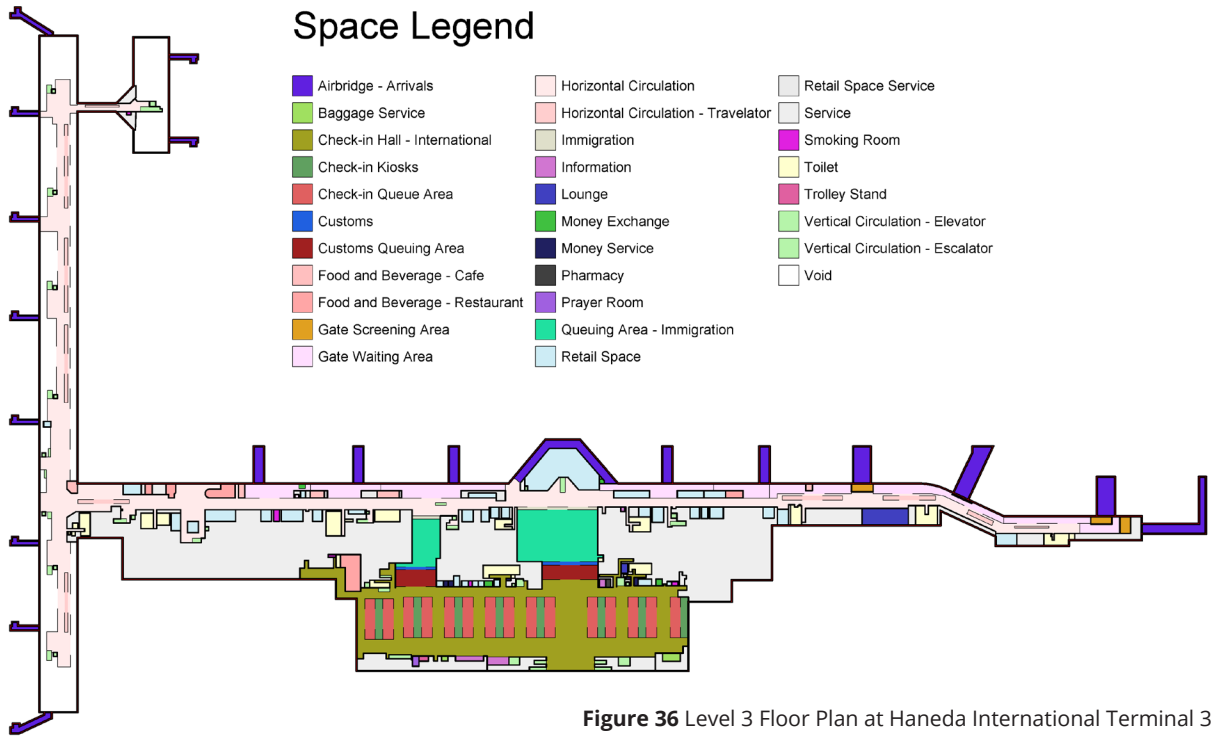 Space Legend
Airbridge - Arrivals
Baggage Service
Check-in Hall - International
Check-in Kiosks
Check-in Queue Area
Customs
Customs Queuing Area
Food and Beverage - Cafe
Food and Beverage - Restaurant
Gate Screening Area
Gate Waiting Area
Horizontal Circulation
Horizontal Circulation - Travelator
Immigration
Information
Lounge
Money Exchange
Money Service
Pharmacy
Prayer Room
Queuing Area - Immigration
Retail Space
Retail Space Service
Service
Smoking Room
Toilet
Trolley Stand
Vertical Circulation - Elevator
Vertical Circulation - Escalator
Void
Figure 36 Level 3 Floor Plan at Haneda International Terminal 3